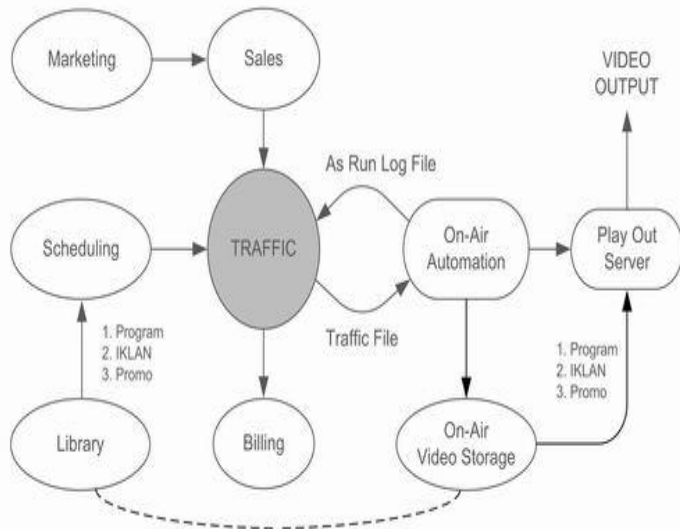 Marketing
Sales
VIDEO
OUTPUT
As Run Log File
Scheduling
TRAFFIC
On-Air
Automation
Play Out
Server
Traffic File
1. Program
2. IKLAN
3. Promo
1. Program
2. IKLAN
3. Promo
Library
Billing
On-Air
Video Storage